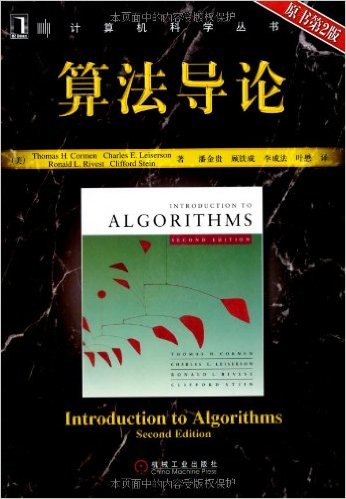 本页面中的内容受版权保护
计算机科学丛书
原书第2版
算法导论
(美) Thomas H. Cormen Charles E. Leiserson
Ronald L. Rivest Clifford Stein 著 潘金贵 顾铁成 李成法 叶懋 译
INTRODUCTION TO
ALGORITHMS
SECOND EDITION
THOMAS H. CORMEN
CHARLES E. LEISERSON
RONALD L. RIVEST
CLIFFORD STEIN
Introduction to Algorithms
Second Edition
机械工业出版社
China Machine Press
本页面中的内容受版权保护